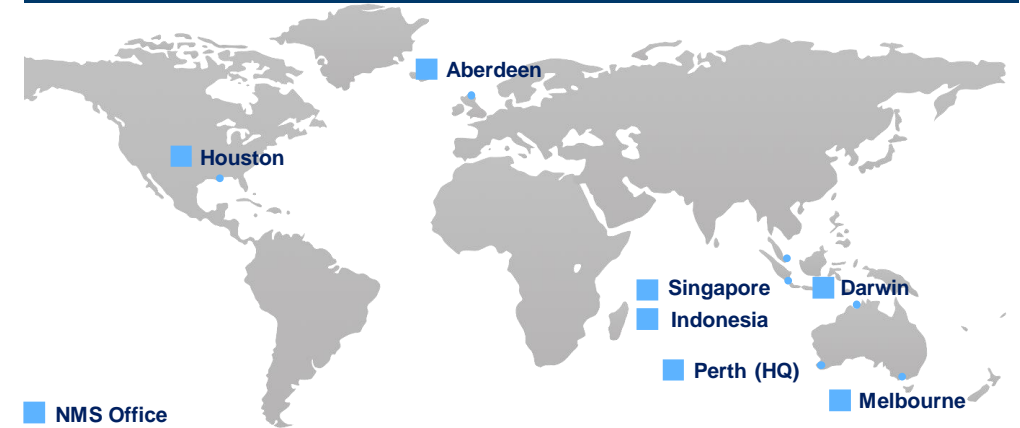 Aberdeen
Houston
Singapore
Darwin
Indonesia
Perth (HQ)
Melbourne
NMS Office